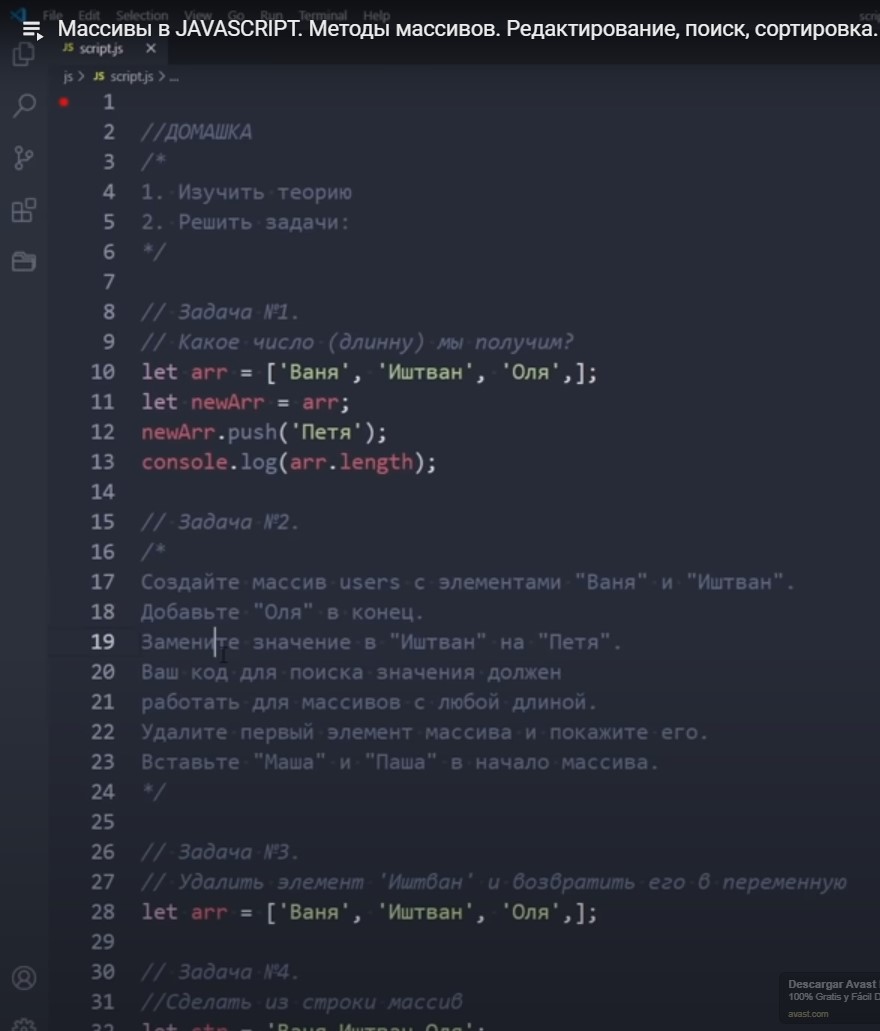 File Edit Selection View Go Run Terminal Help
Массивы в JAVASCRIPT. Методы массивов. Редактирование, поиск, сортировка.
JS script.js ×
js > JS script.js > ...
1
2 //ДОМАШКА
3 /*
4 1. Изучить теорию
5 2. Решить задачи:
6 */
7
8 // Задача №1.
9 // Какое число (длинну) мы получим?
10 let arr = ['Ваня', 'Иштван', 'Оля',];
11 let newArr = arr;
12 newArr.push('Петя');
13 console.log(arr.length);
14
15 // Задача №2.
16 /*
17 Создайте массив users с элементами "Ваня" и "Иштван".
18 Добавьте "Оля" в конец.
19 Замените значение в "Иштван" на "Петя".
20 Ваш код для поиска значения должен
21 работать для массивов с любой длиной.
22 Удалите первый элемент массива и покажите его.
23 Вставьте "Маша" и "Паша" в начало массива.
24 */
25
26 // Задача №3.
27 // Удалить элемент 'Иштван' и возвратить его в переменную
28 let arr = ['Ваня', 'Иштван', 'Оля',];
29
30 // Задача №4.
31 //Сделать из строки массив
32 let str = 'Ваня,Иштван,Оля';
Descargar Avast
100% Gratis y Fácil D
avast.com